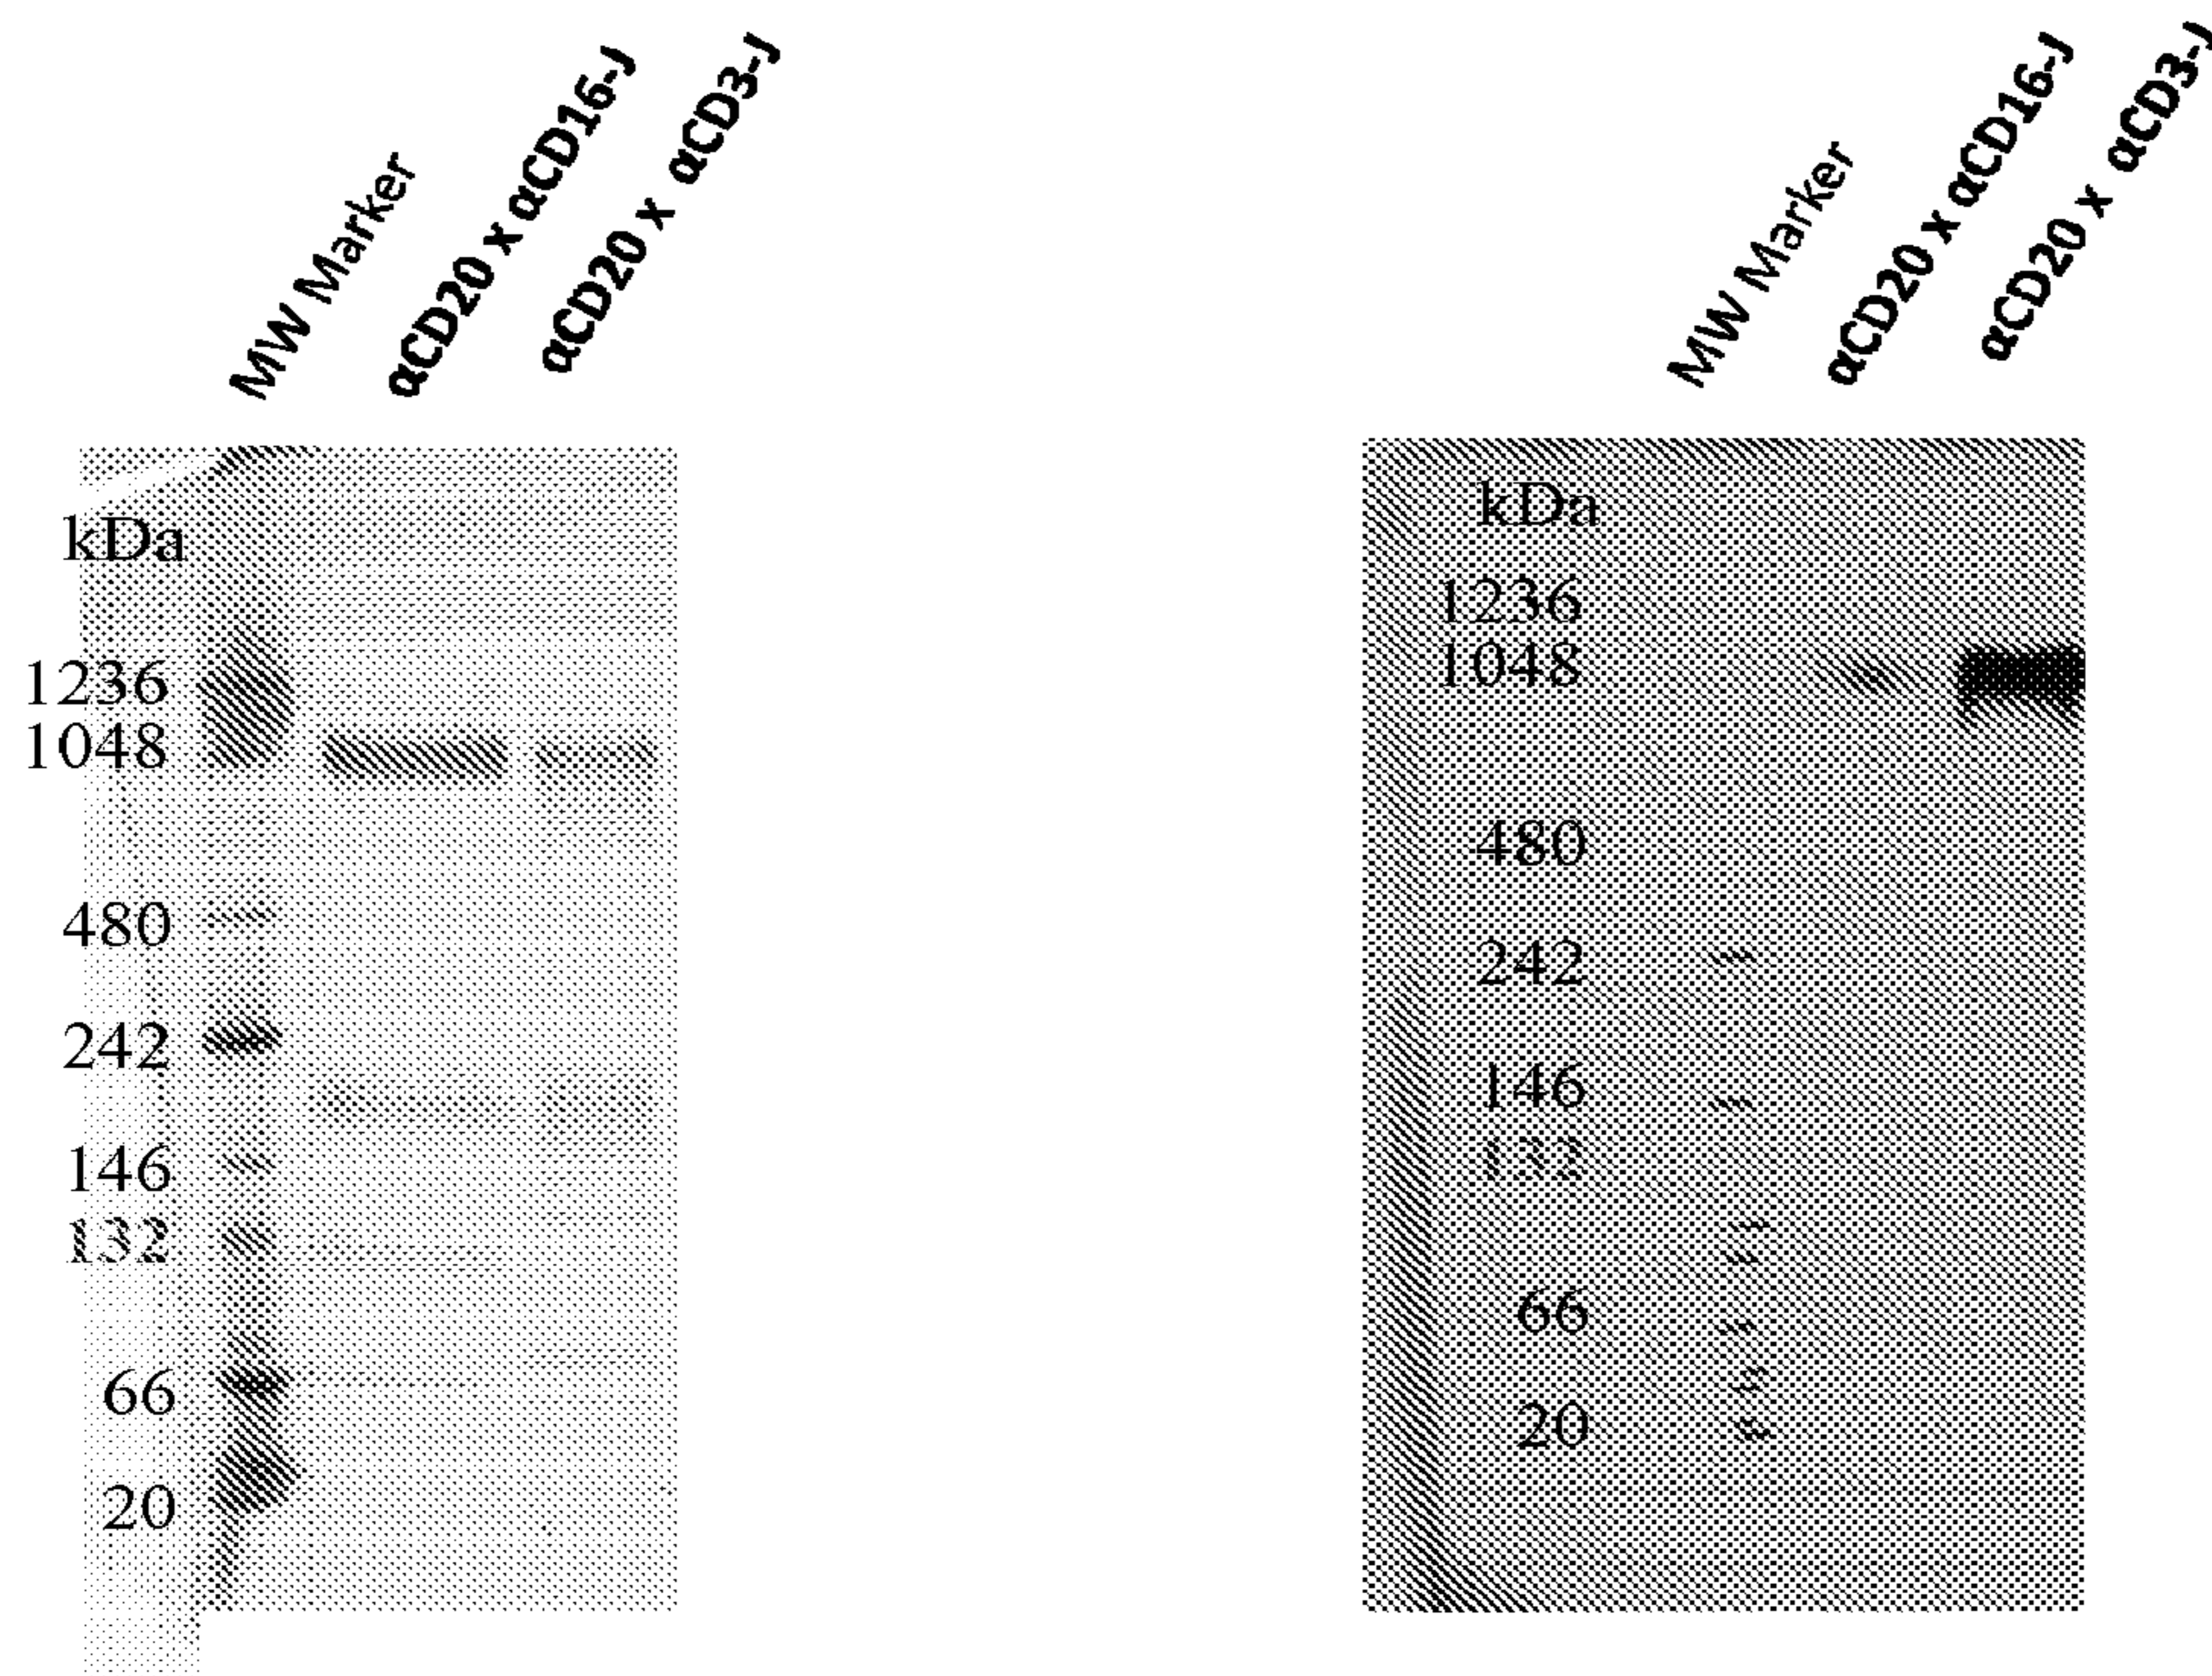 MW Marker
αCD20 x αCD16-J
αCD20 x αCD3-J
kDa
1236
1048
480
242
146
132
66
20
MW Marker
αCD20 x αCD16-J
αCD20 x αCD3-J
kDa
1236
1048
480
242
146
132
66
20